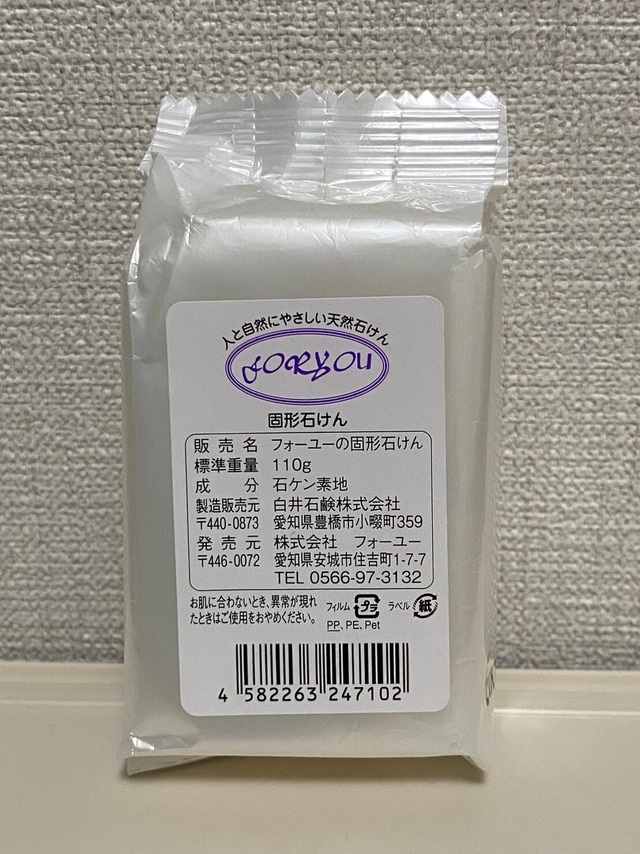 人と自然にやさしい天然石けん
FORYOU
固形石けん
販売名 フォーユーの固形石けん
標準重量 110g
成分 石ケン素地
製造販売元 白井石鹸株式会社
〒440-0873 愛知県豊橋市小畷町359
発売元 株式会社 フォーユー
〒446-0072 愛知県安城市住吉町1-7-7
TEL 0566-97-3132
お肌に合わないとき、異常が現れ
たときはご使用をおやめください。
フィルム プラ ラベル 紙
PP、PE、Pet
4 582263 247102